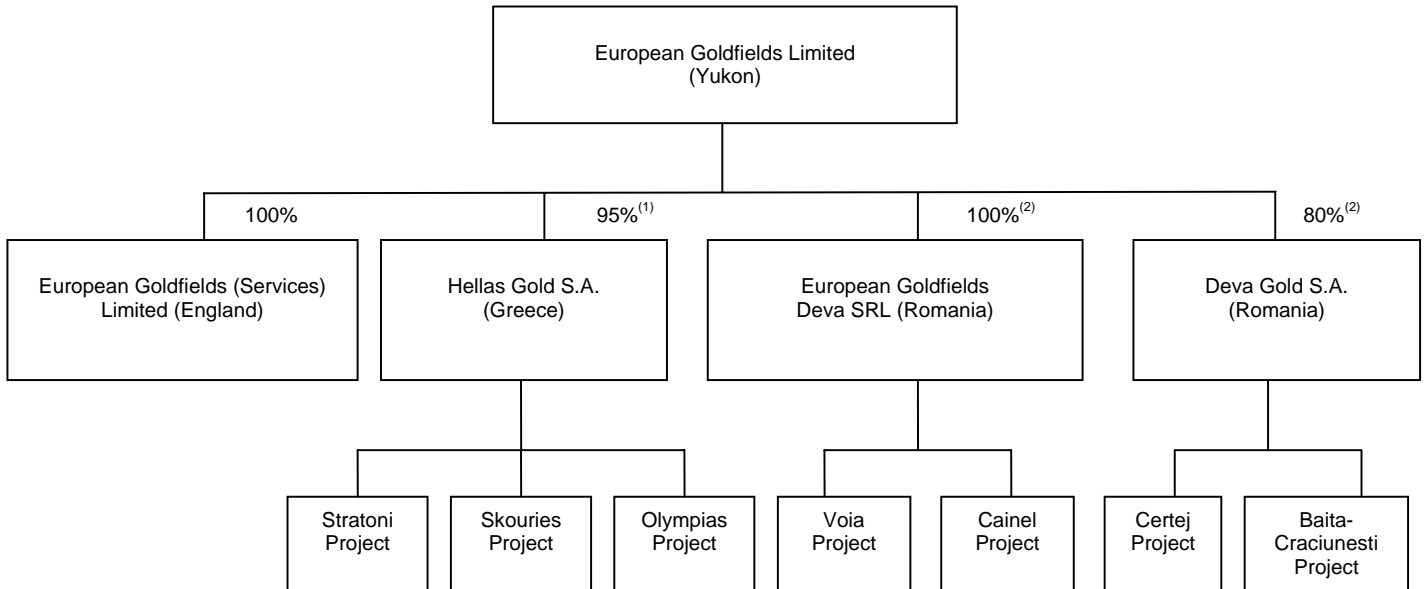 European Goldfields Limited
(Yukon)
100%
95%(1)
100%(2)
80%(2)
European Goldfields (Services)
Limited (England)
Hellas Gold S.A.
(Greece)
European Goldfields
Deva SRL (Romania)
Deva Gold S.A.
(Romania)
Stratoni
Project
Skouries
Project
Olympias
Project
Voia
Project
Cainel
Project
Certej
Project
Baita-
Craciunesti
Project